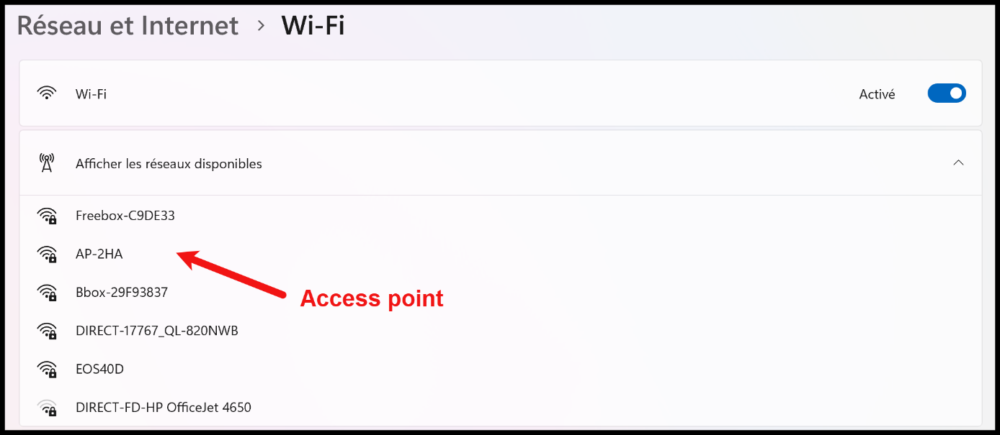 Réseau et Internet > Wi-Fi
Wi-Fi Activé
Afficher les réseaux disponibles
Freebox-C9DE33
AP-2HA
Bbox-29F93837
Access point
DIRECT-17767_QL-820NWB
EOS40D
DIRECT-FD-HP OfficeJet 4650